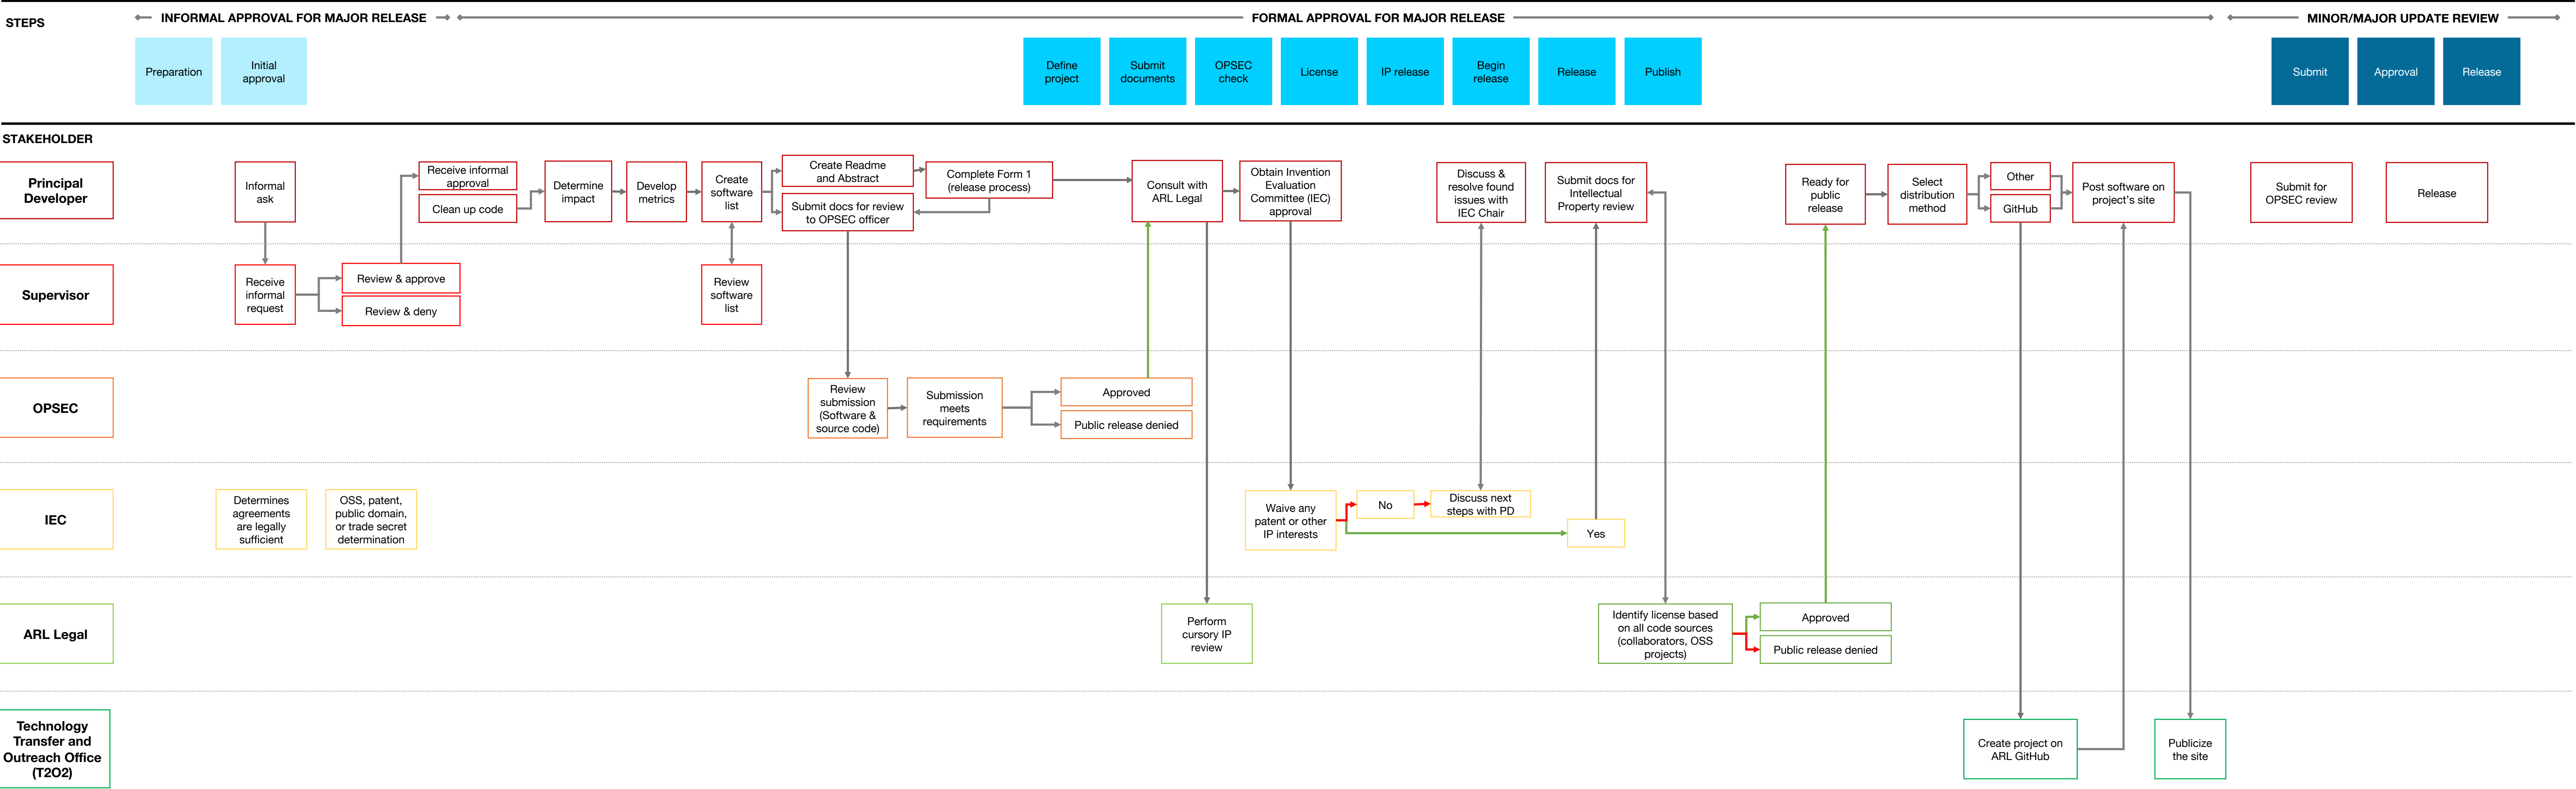 STEPS
INFORMAL APPROVAL FOR MAJOR RELEASE
FORMAL APPROVAL FOR MAJOR RELEASE
MINOR/MAJOR UPDATE REVIEW
Preparation
Initial
approval
Define
project
Submit
documents
OPSEC
check
License
IP release
Begin
release
Release
Publish
Submit
Approval
Release
STAKEHOLDER
Principal
Developer
Informal
ask
Receive informal
approval
Clean up code
Determine
impact
Develop
metrics
Create
software
list
Create Readme
and Abstract
Submit docs for review
to OPSEC officer
Complete Form 1
(release process)
Consult with
ARL Legal
Obtain Invention
Evaluation
Committee (IEC)
approval
Discuss &
resolve found
issues with
IEC Chair
Submit docs for
Intellectual
Property review
Ready for
public
release
Select
distribution
method
Other
GitHub
Post software on
project's site
Submit for
OPSEC review
Release
Supervisor
Receive
informal
request
Review & approve
Review & deny
Review
software
list
OPSEC
Review
submission
(Software &
source code)
Submission
meets
requirements
Approved
Public release denied
IEC
Determines
agreements
are legally
sufficient
OSS, patent,
public domain,
or trade secret
determination
Waive any
patent or other
IP interests
No
Discuss next
steps with PD
Yes
ARL Legal
Perform
cursory IP
review
Identify license based
on all code sources
(collaborators, OSS
projects)
Approved
Public release denied
Technology
Transfer and
Outreach Office
(T2O2)
Create project on
ARL GitHub
Publicize
the site